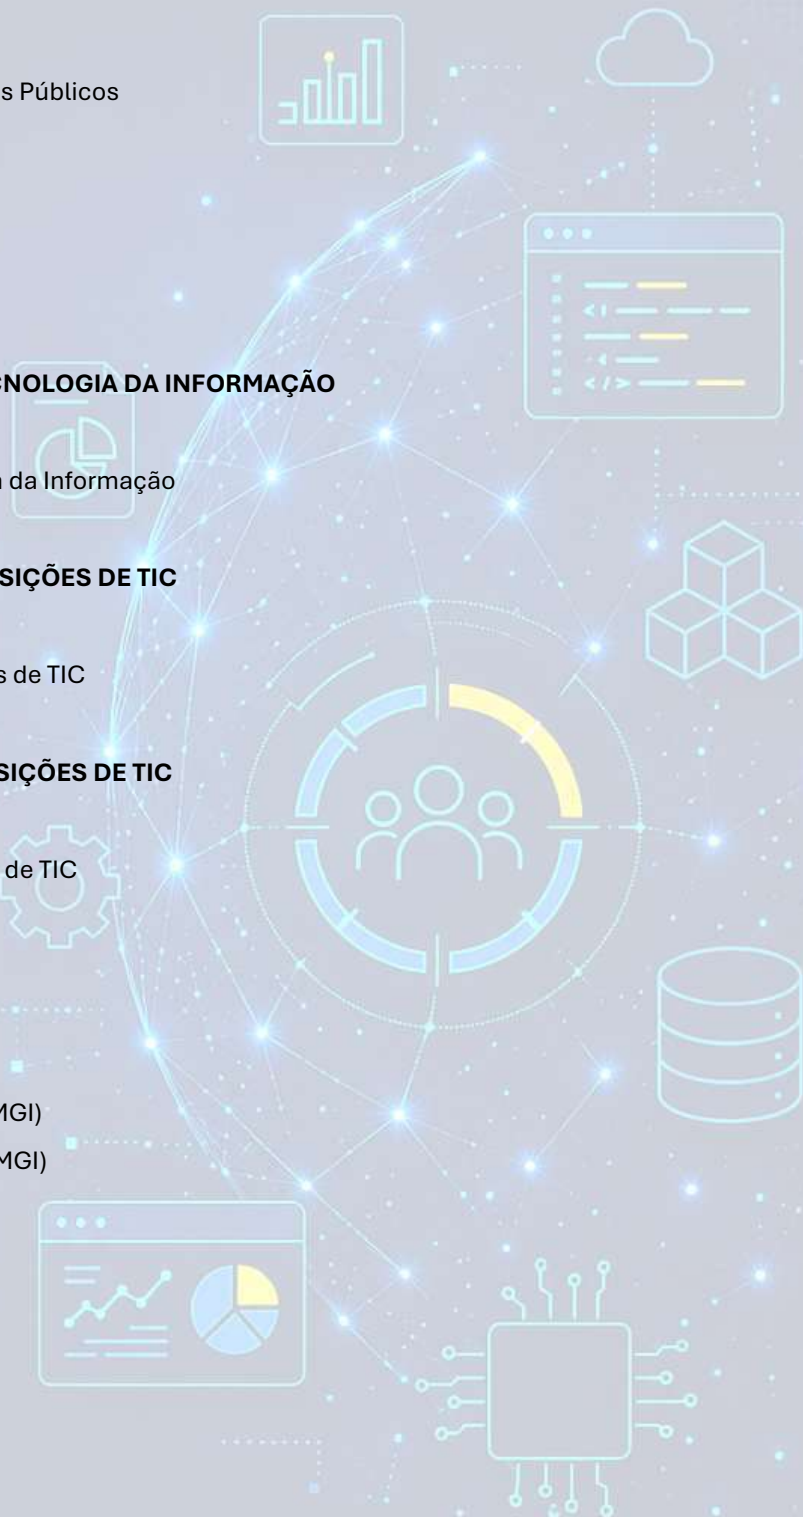 s Públicos
CNOLOGIA DA INFORMAÇÃO
da Informação
SIÇÕES DE TIC
s de TIC
SIÇÕES DE TIC
de TIC
MGI)
MGI)